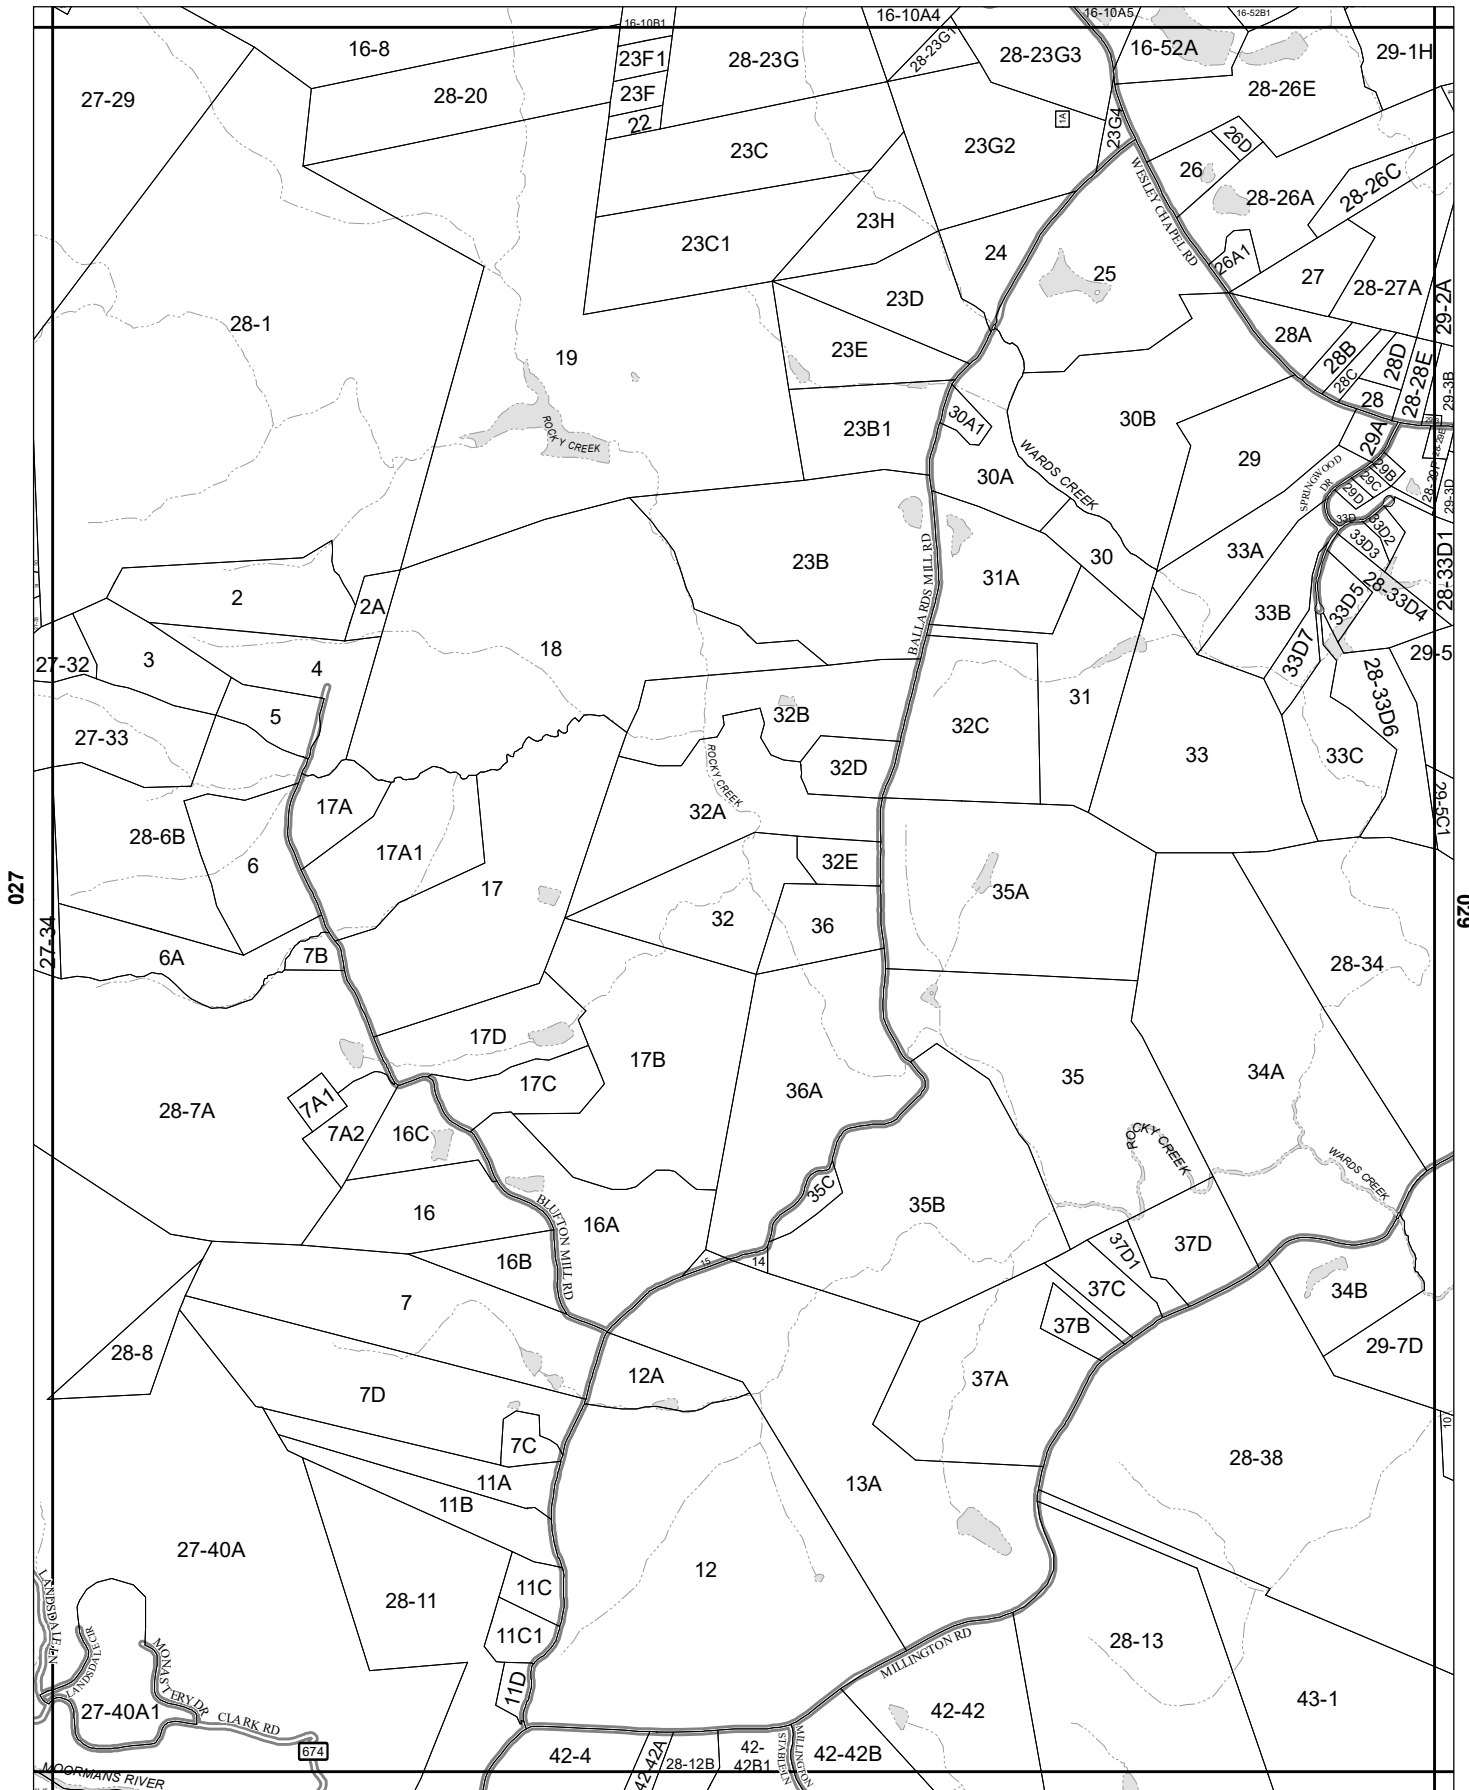 16-10B1
16-10A4
16-10A5
16-52B1
16-8
23F1
28-23G
28-23G1
28-23G3
16-52A
29-1H
27-29
28-20
23F
22
1A
23G4
28-26E
23C
23G2
26D
26
28-26A
28-26C
WESLEY CHAPEL RD
23C1
23H
24
25
26A1
27
28-27A
29-2A
28-1
19
23D
23E
28A
28B
28C
28D
28-28E
29-3B
28
ROCKY CREEK
23B1
30A1
30B
29
29A
WARDS CREEK
30A
SPRINGWOOD
DR
29B
29C
29D
28-29E
28-29F
29-3D
23B
BALLARDS MILL RD
31A
30
33A
33D
33D2
33D3
28-33D1
2
2A
18
33B
33D5
28-33D4
27-32
3
4
33D7
29-5
5
32B
32C
31
28-33D6
27-33
32D
33
33C
ROCKY CREEK
17A
32A
29-5C1
28-6B
6
17A1
32E
027
17
35A
029
32
36
27-34
6A
7B
28-34
17D
17B
35
34A
28-7A
7A1
17C
36A
7A2
16C
ROCKY CREEK
WARDS CREEK
35C
16
BLUFTON MILL RD
16A
35B
37D1
37D
16B
15
14
7
37C
34B
28-8
37B
29-7D
12A
37A
7D
10
7C
28-38
11A
13A
11B
27-40A
12
11C
28-11
LANDSDALE LN
LANDSDALE CIR
MONASTERY DR
11C1
MILLINGTON RD
28-13
11D
27-40A1
CLARK RD
42-42
43-1
674
42-4
42-42A
28-12B
42-
42B1
MILLINGTON
STABLE LN
42-42B
MOORMANS RIVER